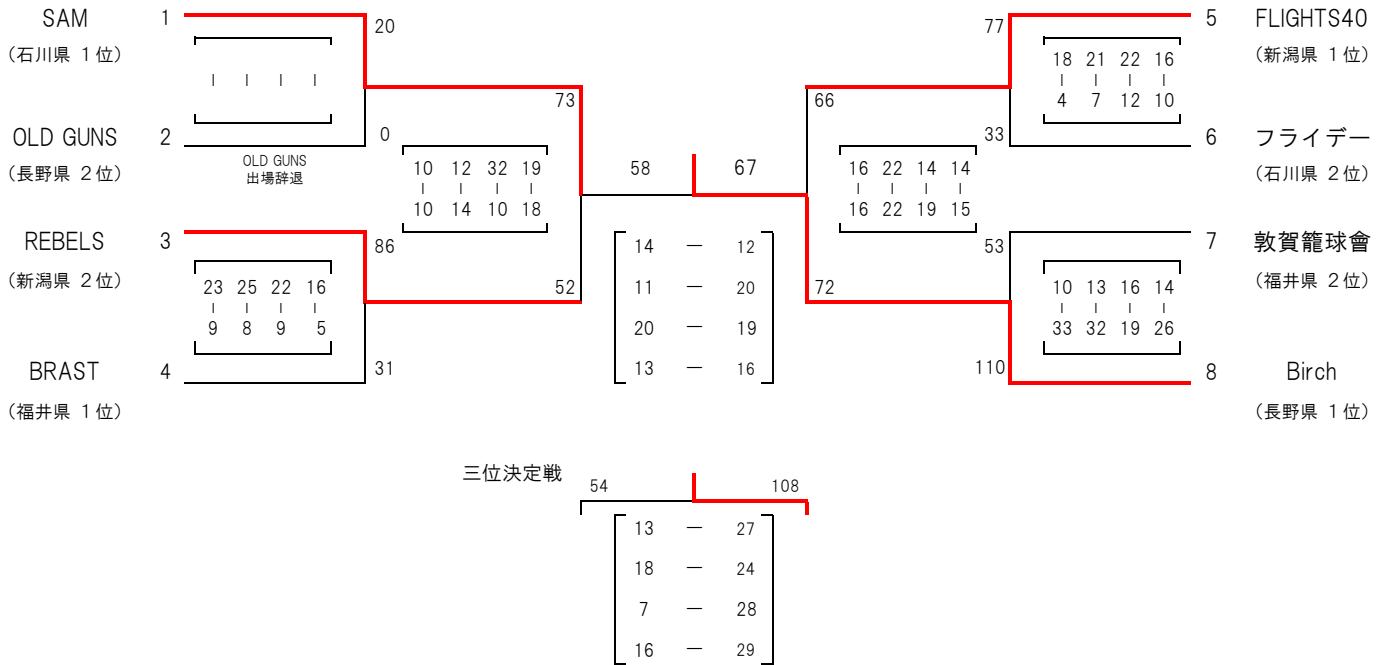 SAM 1 20 77 5 FLIGHTS40
(石川県 1位) (新潟県 1位)
18 21 22 16
| | | | | | | |
73 66 4 7 12 10
OLD GUNS 2 0 33 6 フライデー
OLD GUNS
出場辞退
(長野県 2位) (石川県 2位)
10 12 32 19 58 67 16 22 14 14
| | | | | | | |
10 14 10 18 16 22 19 15
REBELS 3 86 14 — 12 53 7 敦賀籠球會
(新潟県 2位) (福井県 2位)
23 25 22 16 52 11 — 20 72 10 13 16 14
| | | | | | | |
9 8 9 5 20 — 19 33 32 19 26
BRAST 4 31 13 — 16 110 8 Birch
(福井県 1位) (長野県 1位)
三位決定戦 54 108
13 — 27
18 — 24
7 — 28
16 — 29